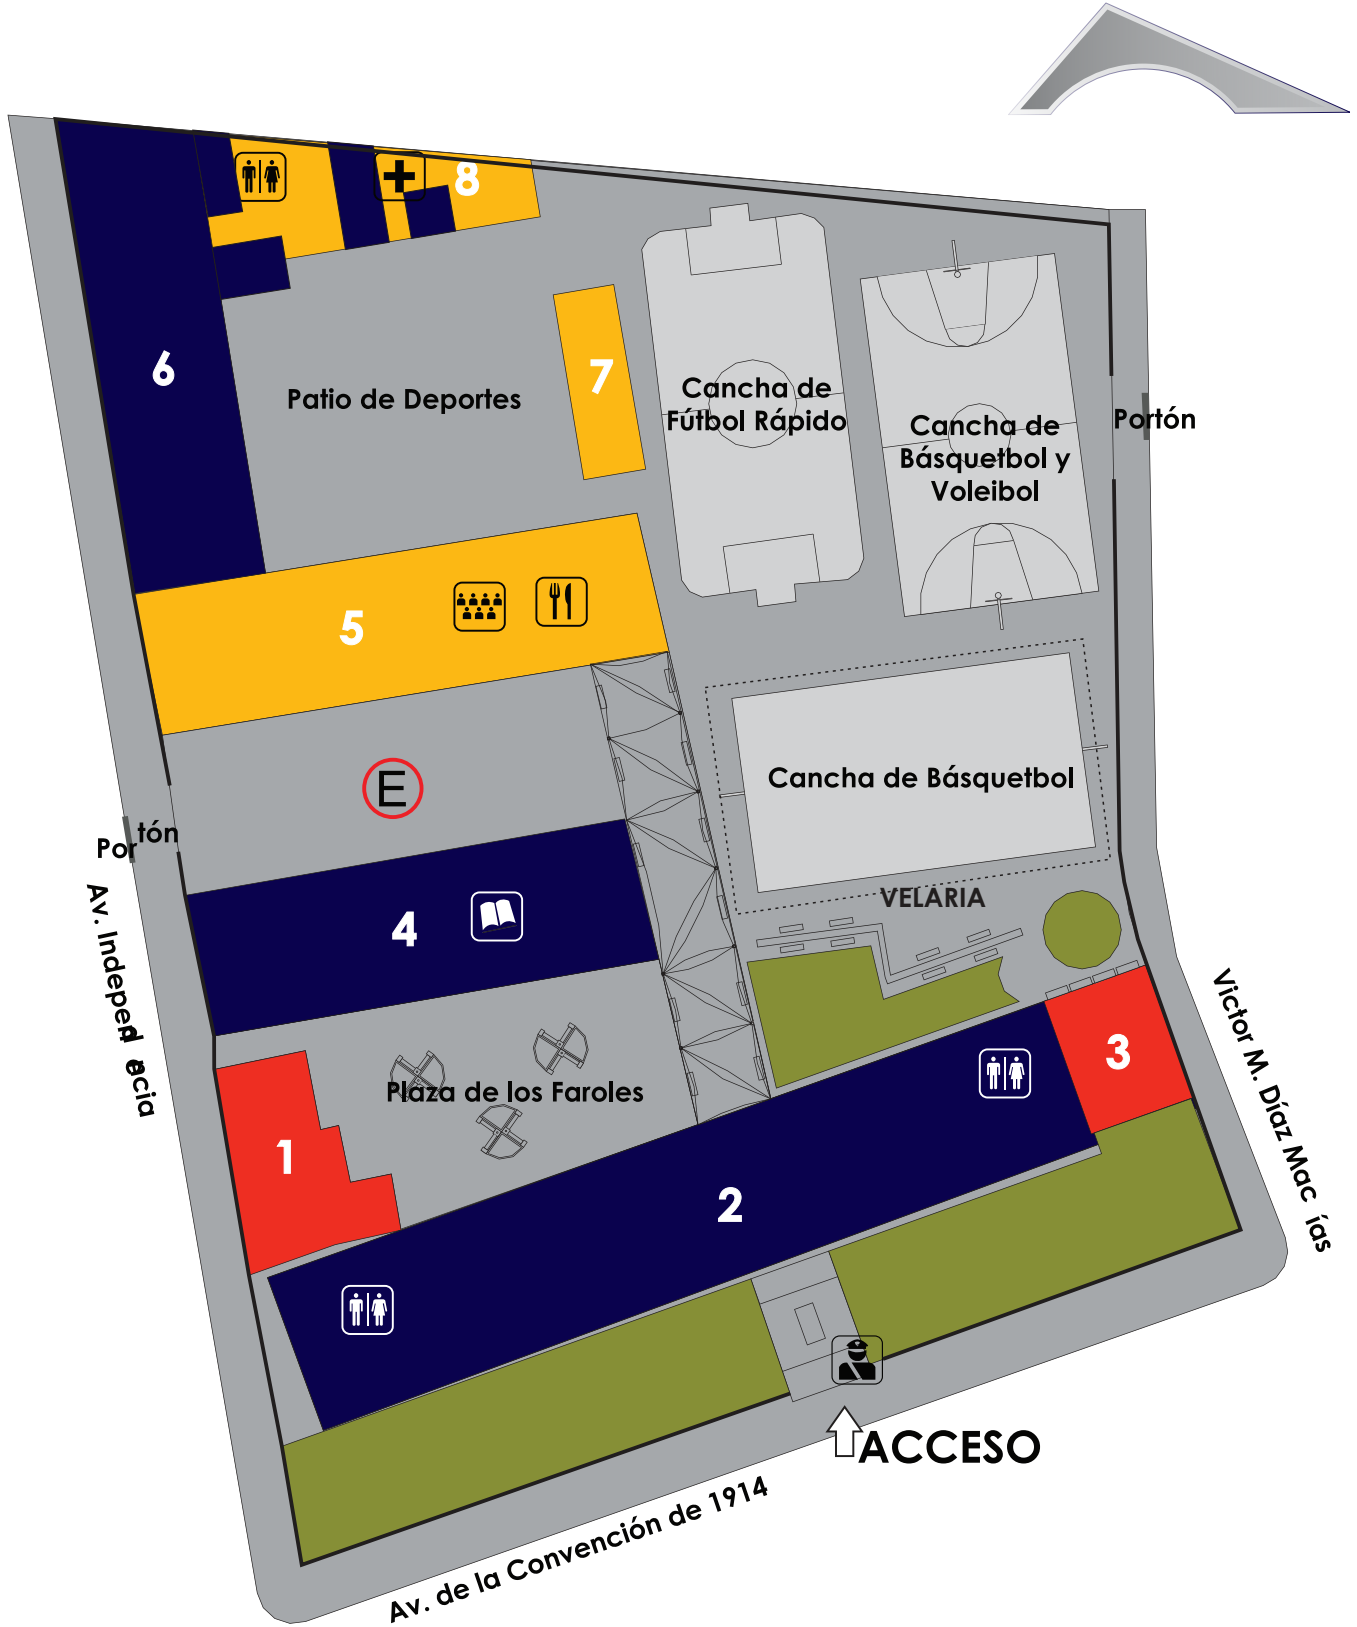 8
6
7
Patio de Deportes
Cancha de
Fútbol Rápido
Cancha de
Básquetbol y
Voleibol
Portón
5
E
Cancha de Básquetbol
Portón
4
VELARIA
Av. Independencia
Plaza de los Faroles
3
1
2
Victor M. Díaz Mac ías
ACCESO
Av. de la Convención de 1914